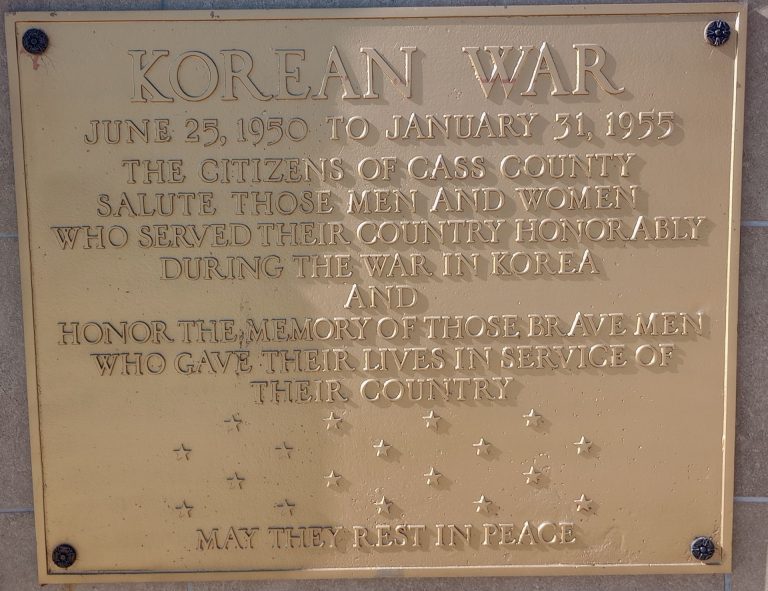 KOREAN WAR
JUNE 25, 1950 TO JANUARY 31, 1955
THE CITIZENS OF CASS COUNTY
SALUTE THOSE MEN AND WOMEN
WHO SERVED THEIR COUNTRY HONORABLY
DURING THE WAR IN KOREA
AND
HONOR THE MEMORY OF THOSE BRAVE MEN
WHO GAVE THEIR LIVES IN SERVICE OF
THEIR COUNTRY
MAY THEY REST IN PEACE